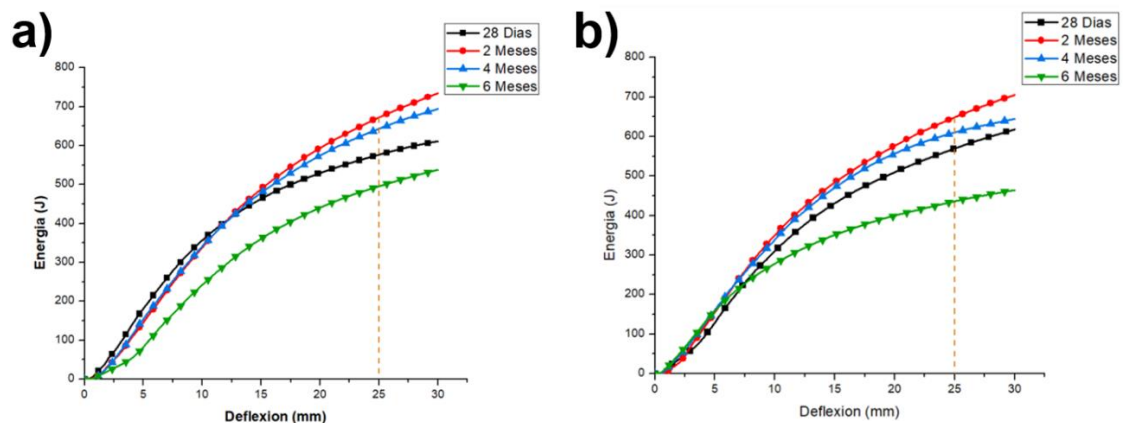 a)
28 Dias
2 Meses
4 Meses
6 Meses
800
700
600
500
400
300
200
100
0
Energia (J)
0 5 10 15 20 25 30
Deflexion (mm)
b)
28 Dias
2 Meses
4 Meses
6 Meses
800
700
600
500
400
300
200
100
0
Energia (J)
0 5 10 15 20 25 30
Deflexion (mm)